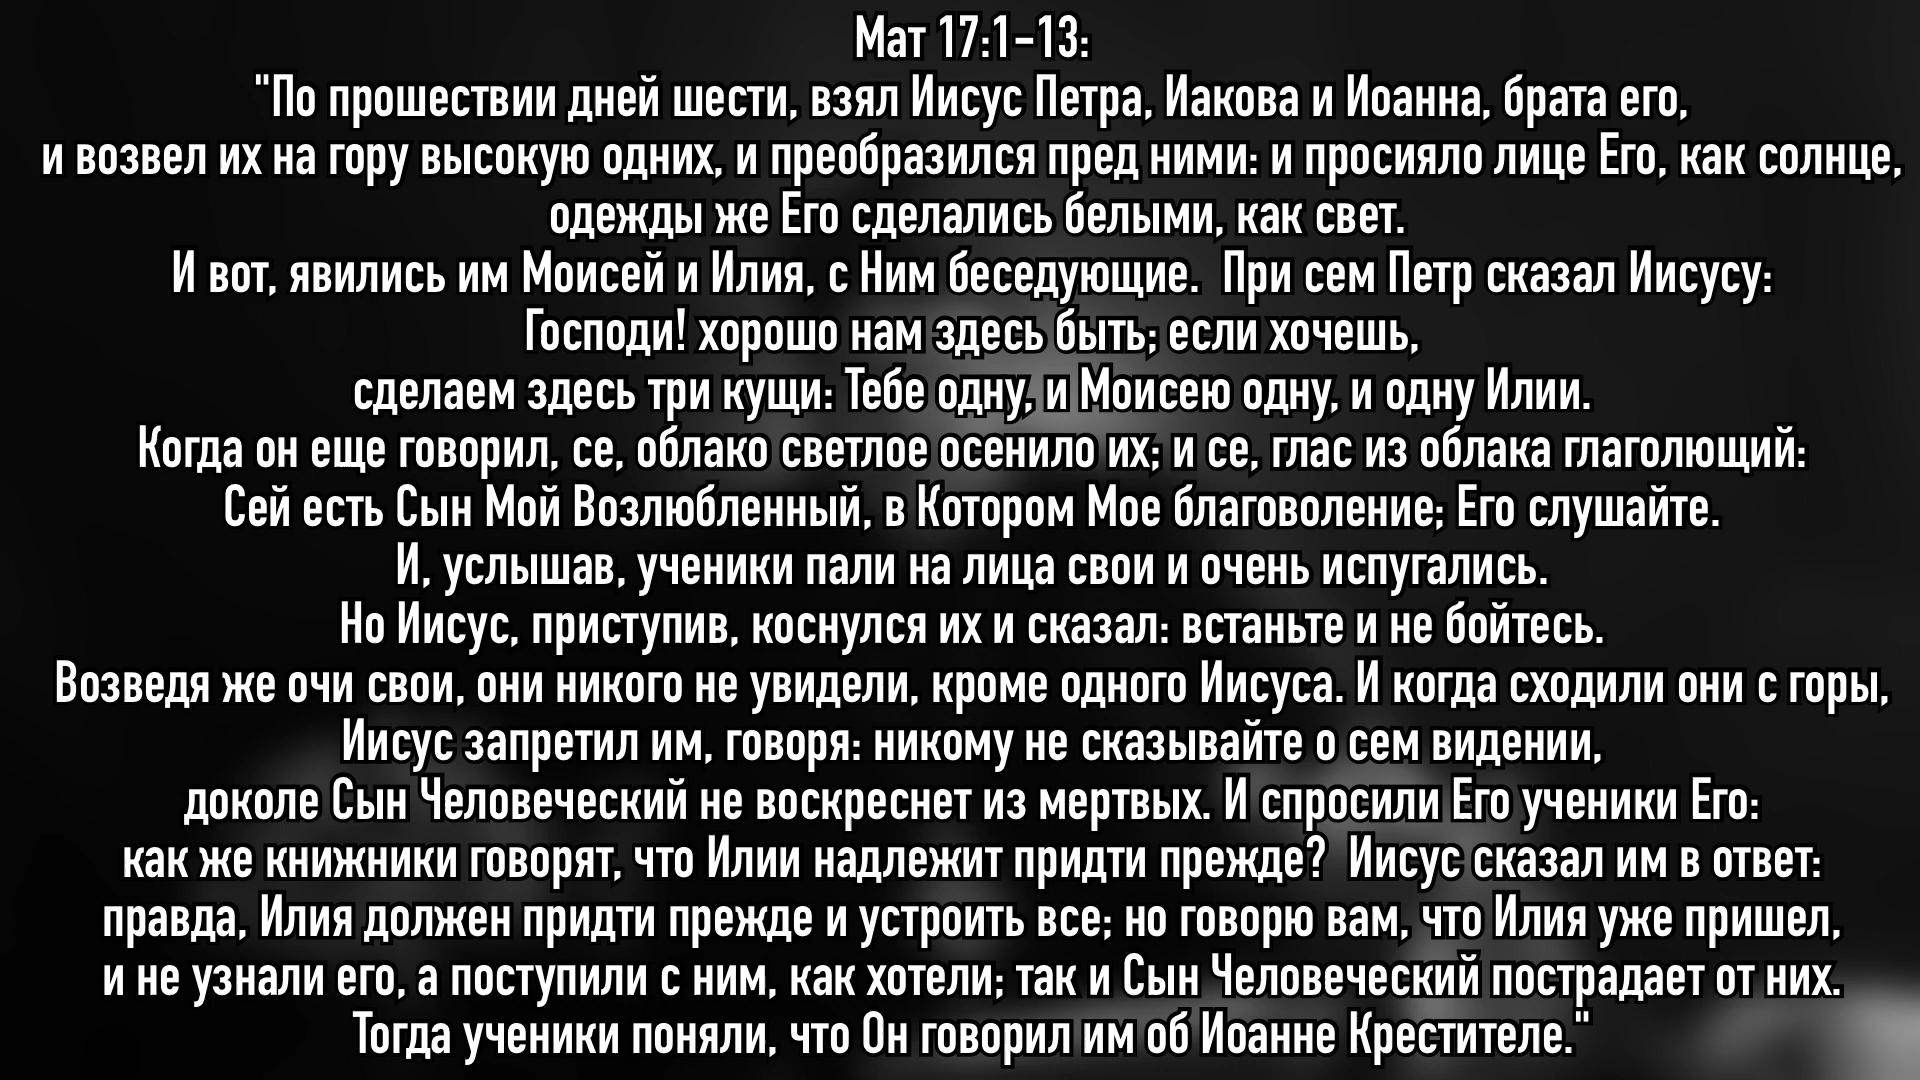 Мат 17:1–13:
"По прошествии дней шести, взял Иисус Петра, Иакова и Иоанна, брата его,
и возвел их на гору высокую одних, и преобразился пред ними: и просияло лице Его, как солнце,
одежды же Его сделались белыми, как свет.
И вот, явились им Моисей и Илия, с Ним беседующие.  При сем Петр сказал Иисусу:
Господи! хорошо нам здесь быть; если хочешь,
сделаем здесь три кущи: Тебе одну, и Моисею одну, и одну Илии.
Когда он еще говорил, се, облако светлое осенило их; и се, глас из облака глаголющий:
Сей есть Сын Мой Возлюбленный, в Котором Мое благоволение; Его слушайте.
И, услышав, ученики пали на лица свои и очень испугались.
Но Иисус, приступив, коснулся их и сказал: встаньте и не бойтесь.
Возведя же очи свои, они никого не увидели, кроме одного Иисуса. И когда сходили они с горы,
Иисус запретил им, говоря: никому не сказывайте о сем видении,
доколе Сын Человеческий не воскреснет из мертвых. И спросили Его ученики Его:
как же книжники говорят, что Илии надлежит придти прежде?  Иисус сказал им в ответ:
правда, Илия должен придти прежде и устроить все; но говорю вам, что Илия уже пришел,
и не узнали его, а поступили с ним, как хотели; так и Сын Человеческий пострадает от них.
Тогда ученики поняли, что Он говорил им об Иоанне Крестителе."